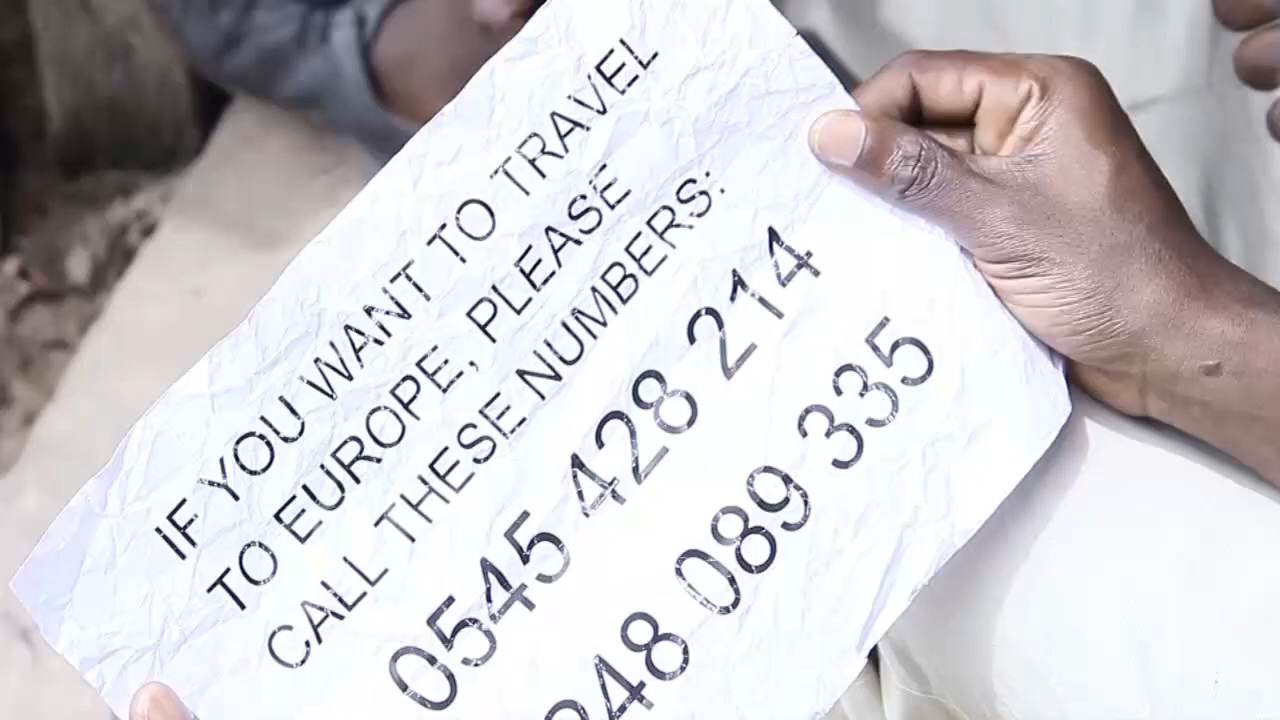 IF YOU WANT TO TRAVEL
TO EUROPE, PLEASE
CALL THESE NUMBERS:
0545 428 214
248 089 335